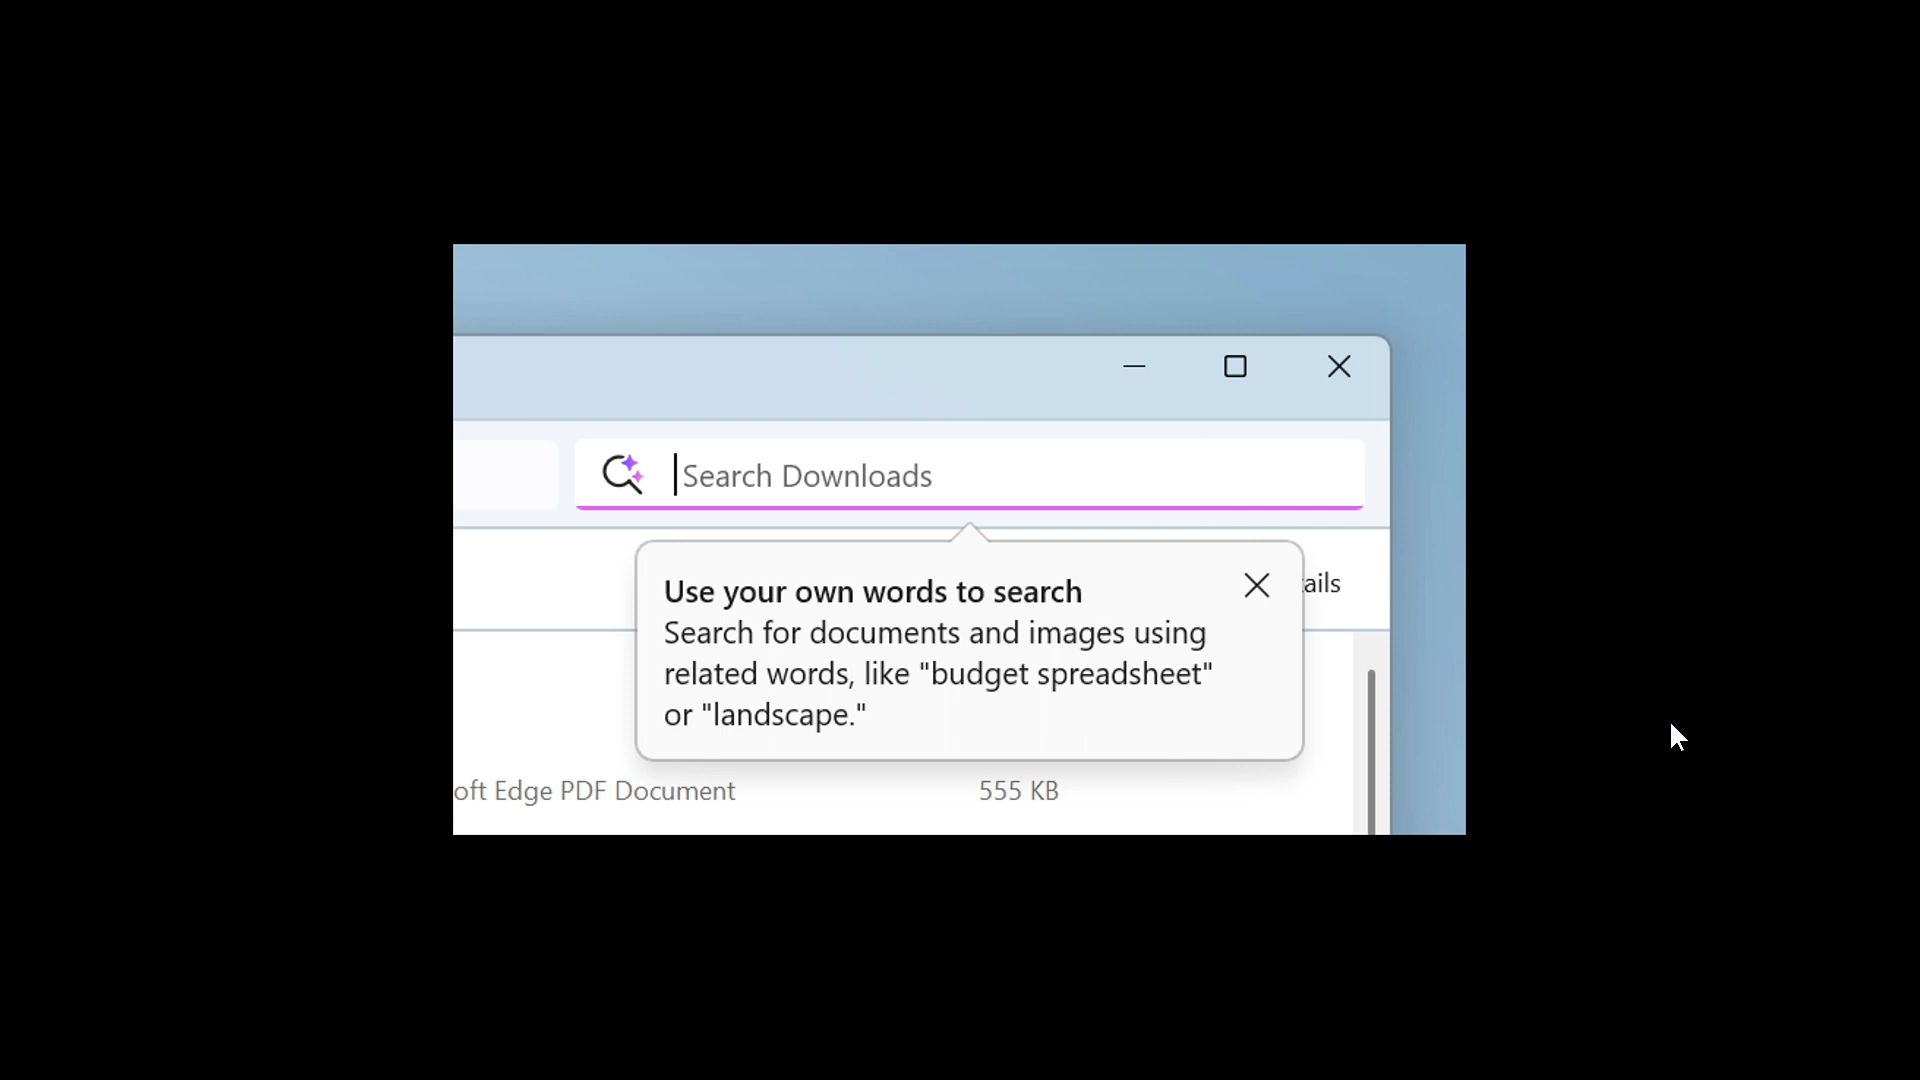 Search Downloads
Use your own words to search
Search for documents and images using
related words, like "budget spreadsheet"
or "landscape."
ails
oft Edge PDF Document 555 KB